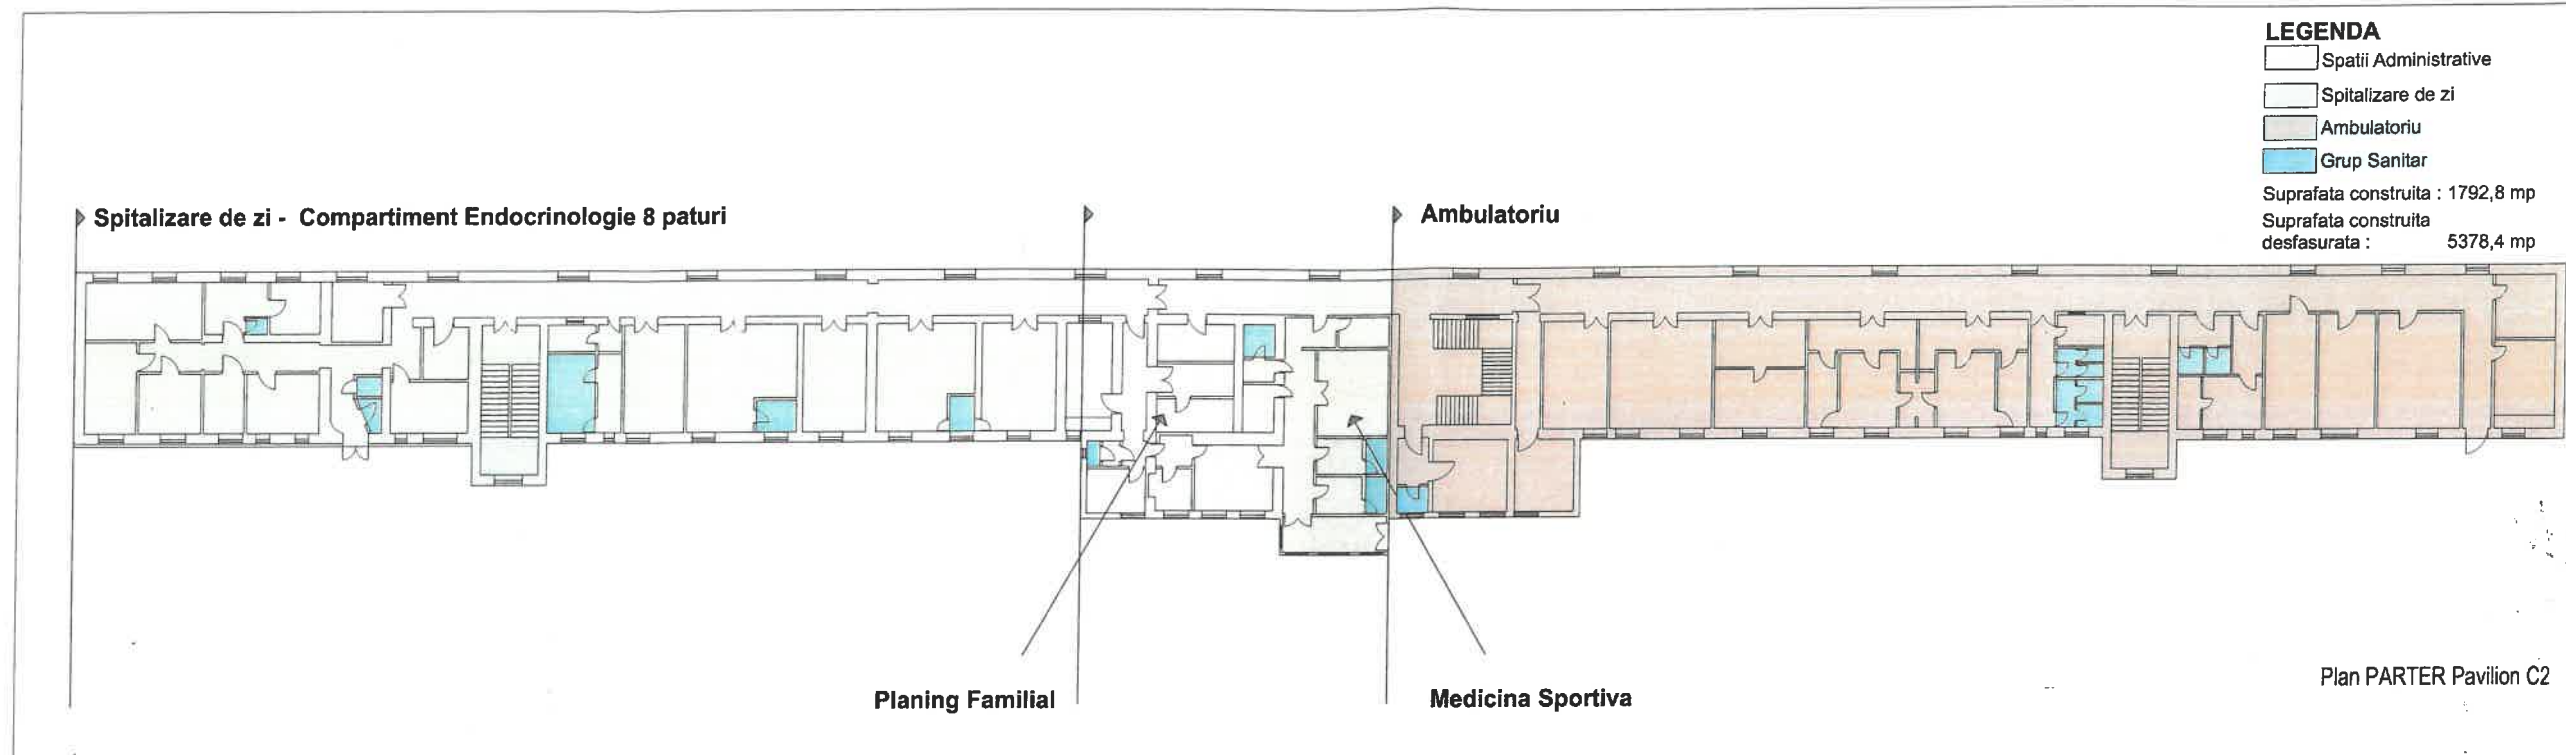 LEGENDA
Spatii Administrative
Spitalizare de zi
Ambulatoriu
Grup Sanitar
Suprafata construita : 1792,8 mp
Suprafata construita
desfasurata : 5378,4 mp
Spitalizare de zi - Compartiment Endocrinologie 8 paturi
Ambulatoriu
Planing Familial
Medicina Sportiva
Plan PARTER Pavilion C2